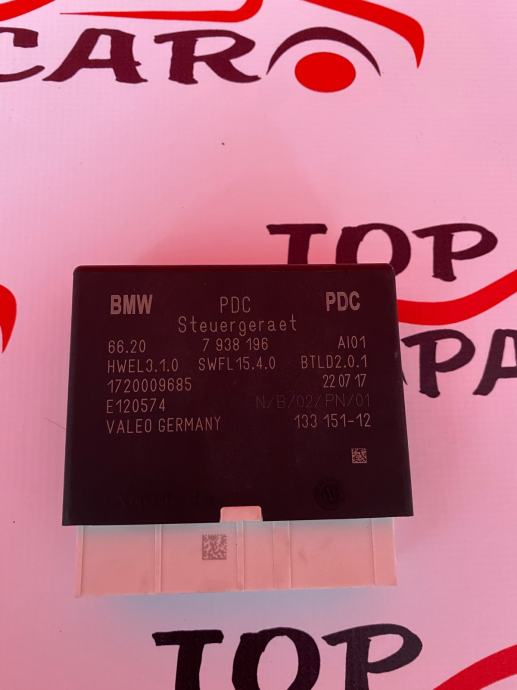 CAR
TOP
CAPA
BMW PDC PDC
Steuergeraet
66.20 7 938 196 AI01
HWEL3.1.0 SWFL15.4.0 BTLD2.0.1
1720009685 22 07 17
E120574 N/B/02/PN/01
VALEO GERMANY 133 151-12
TOP